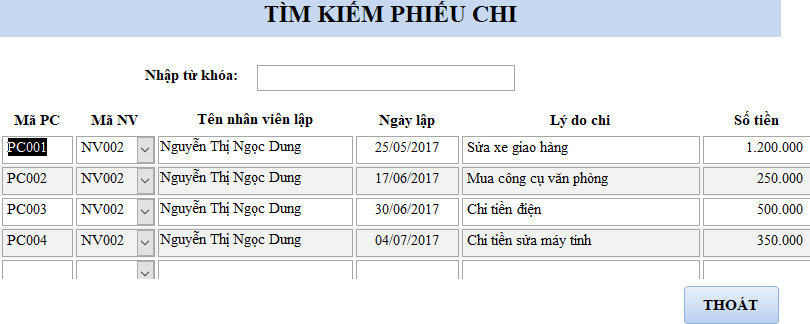 TÌM KIẾM PHIẾU CHI
Nhập từ khóa:
Mã PC Mã NV Tên nhân viên lập Ngày lập Lý do chi Số tiền
PC001 NV002 Nguyễn Thị Ngọc Dung 25/05/2017 Sửa xe giao hàng 1.200.000
PC002 NV002 Nguyễn Thị Ngọc Dung 17/06/2017 Mua công cụ văn phòng 250.000
PC003 NV002 Nguyễn Thị Ngọc Dung 30/06/2017 Chi tiền điện 500.000
PC004 NV002 Nguyễn Thị Ngọc Dung 04/07/2017 Chi tiền sửa máy tinh 350.000
THOÁT